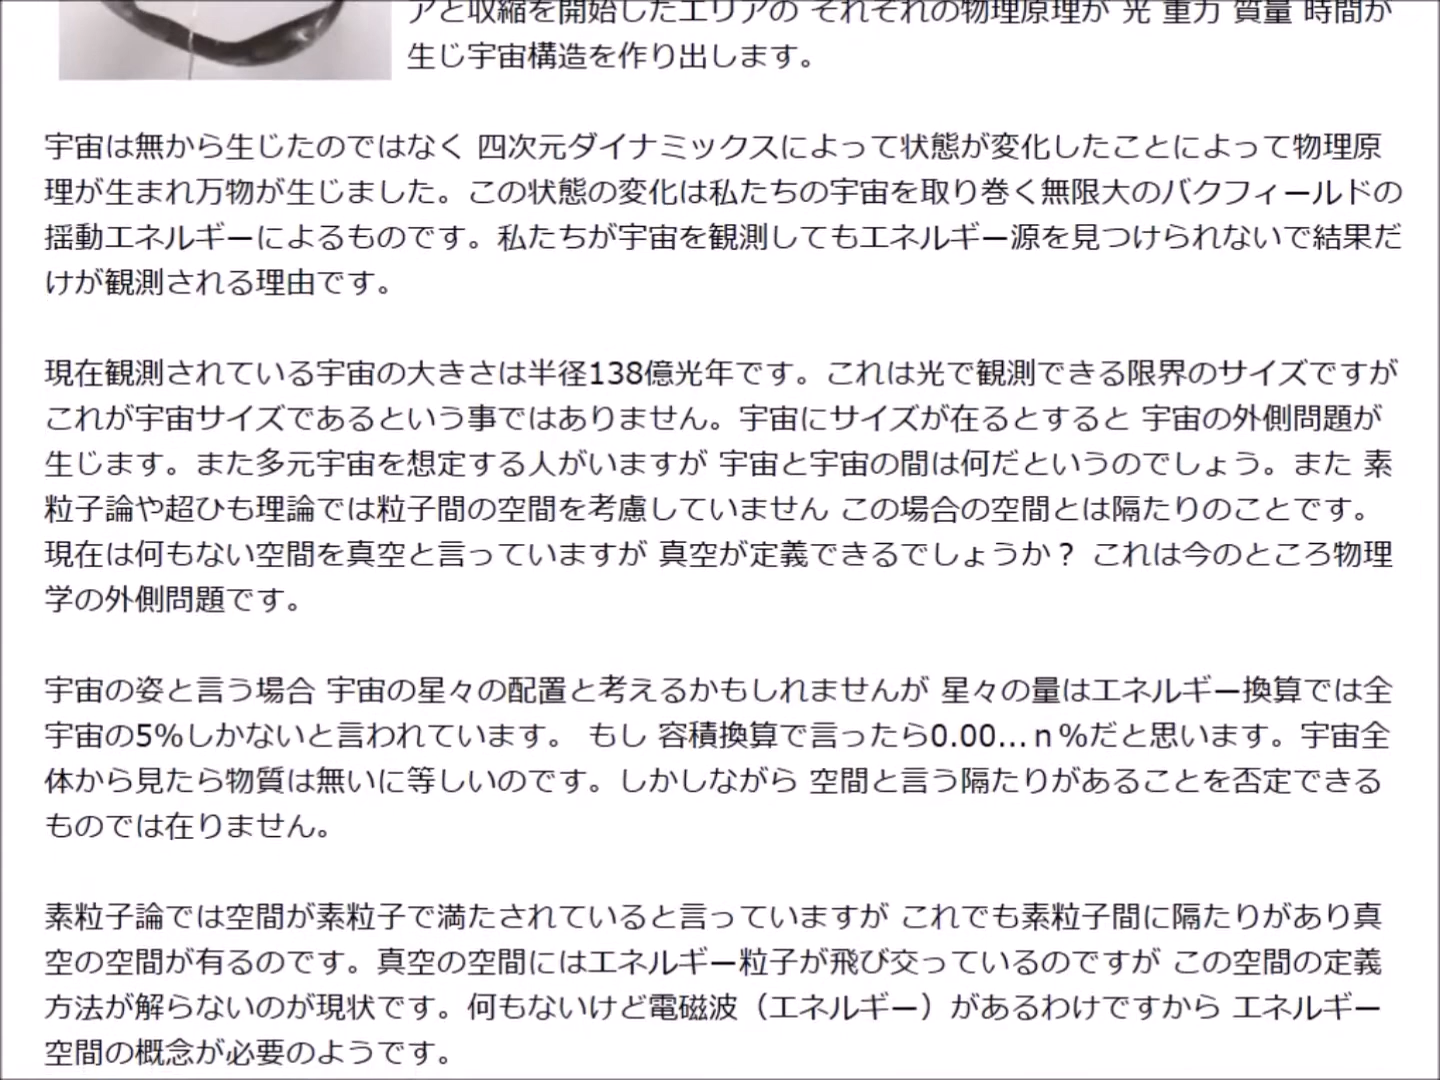 アと収縮を開始したエリアの それぞれの物理原理が 光 重力 質量 時間が
生じ宇宙構造を作り出します。
宇宙は無から生じたのではなく 四次元ダイナミックスによって状態が変化したことによって物理原
理が生まれ万物が生じました。この状態の変化は私たちの宇宙を取り巻く無限大のバクフィールドの
揺動エネルギーによるものです。私たちが宇宙を観測してもエネルギー源を見つけられないで結果だ
けが観測される理由です。
現在観測されている宇宙の大きさは半径138億光年です。これは光で観測できる限界のサイズですが
これが宇宙サイズであるという事ではありません。宇宙にサイズが在るとすると 宇宙の外側問題が
生じます。また多元宇宙を想定する人がいますが 宇宙と宇宙の間は何だというのでしょう。また 素
粒子論や超ひも理論では粒子間の空間を考慮していません この場合の空間とは隔たりのことです。
現在は何もない空間を真空と言っていますが 真空が定義できるでしょうか？ これは今のところ物理
学の外側問題です。
宇宙の姿と言う場合 宇宙の星々の配置と考えるかもしれませんが 星々の量はエネルギー換算では全
宇宙の5%しかないと言われています。 もし 容積換算で言ったら0.00...ｎ%だと思います。宇宙全
体から見たら物質は無いに等しいのです。しかしながら 空間と言う隔たりがあることを否定できる
ものでは在りません。
素粒子論では空間が素粒子で満たされていると言っていますが これでも素粒子間に隔たりがあり真
空の空間が有るのです。真空の空間にはエネルギー粒子が飛び交っているのですが この空間の定義
方法が解らないのが現状です。何もないけど電磁波（エネルギー）があるわけですから エネルギー
空間の概念が必要のようです。